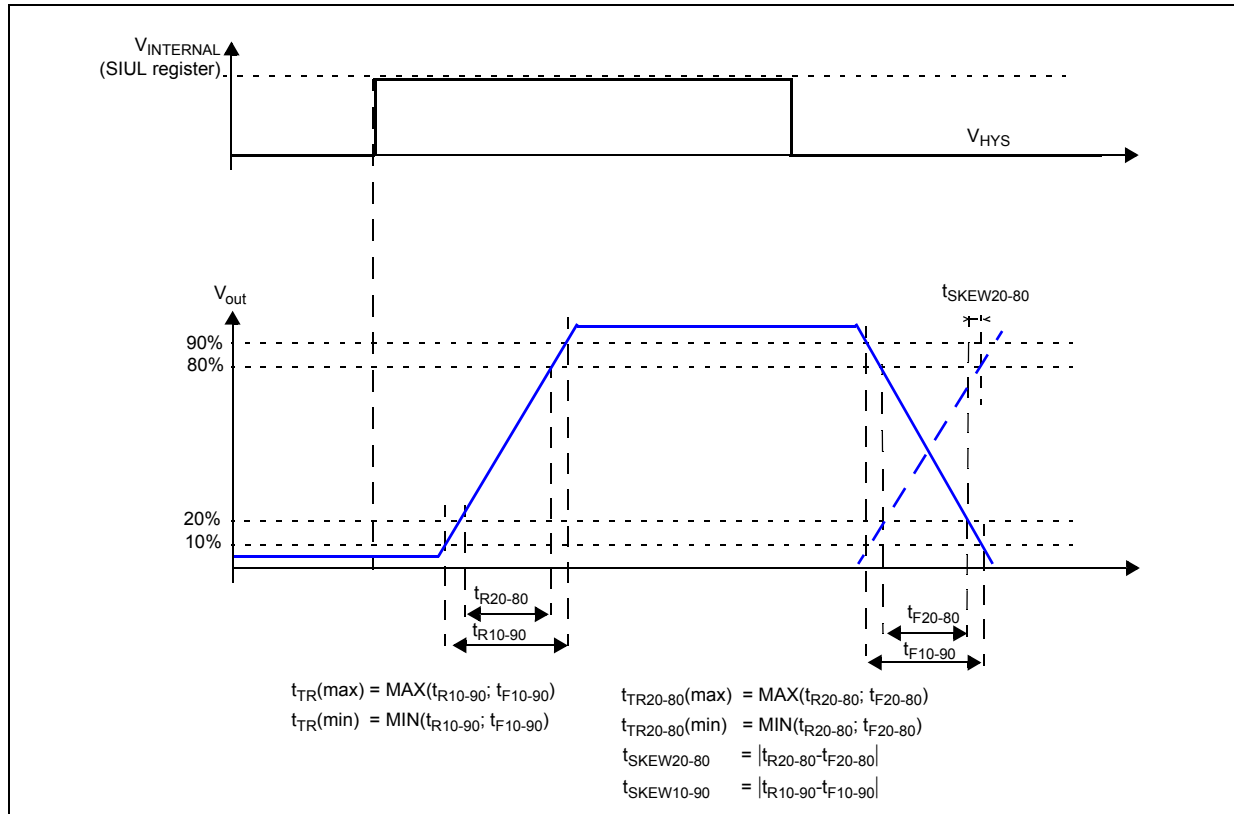 VINTERNAL
(SIUL register)
VHYS
Vout
tSKEW20-80
90%
80%
20%
10%
tR20-80
tR10-90
tF20-80
tF10-90
tTR(max) = MAX(tR10-90; tF10-90)
tTR(min) = MIN(tR10-90; tF10-90)
tTR20-80(max) = MAX(tR20-80; tF20-80)
tTR20-80(min) = MIN(tR20-80; tF20-80)
tSKEW20-80 = |tR20-80-tF20-80|
tSKEW10-90 = |tR10-90-tF10-90|